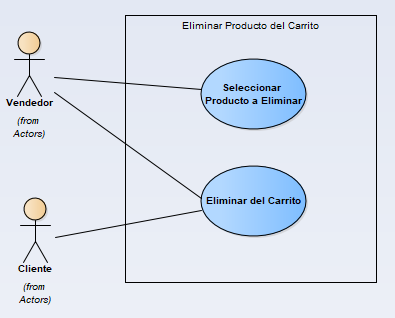 Eliminar Producto del Carrito
Seleccionar
Producto a Eliminar
Vendedor
(from
Actors)
Eliminar del Carrito
Cliente
(from
Actors)